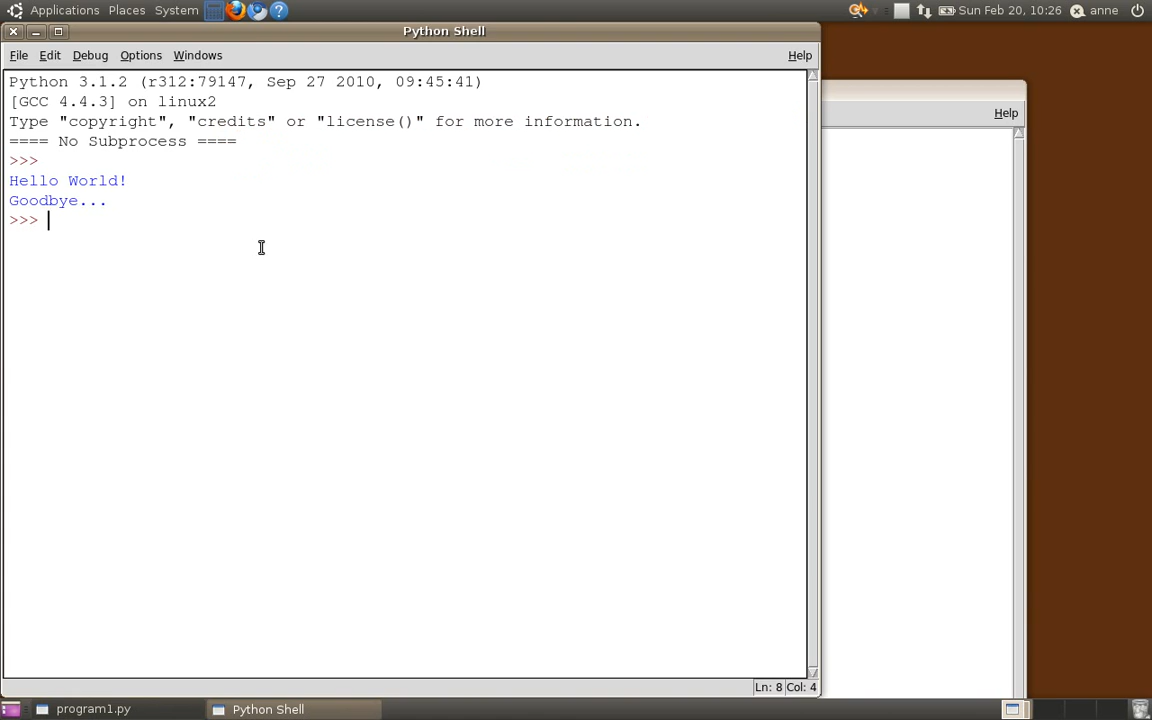 Applications Places System
Sun Feb 20, 10:26 anne
Python Shell
File Edit Debug Options Windows Help
Help
Python 3.1.2 (r312:79147, Sep 27 2010, 09:45:41)
[GCC 4.4.3] on linux2
Type "copyright", "credits" or "license()" for more information.
==== No Subprocess ====
>>>
Hello World!
Goodbye...
>>>
Ln: 8 Col: 4
program1.py Python Shell